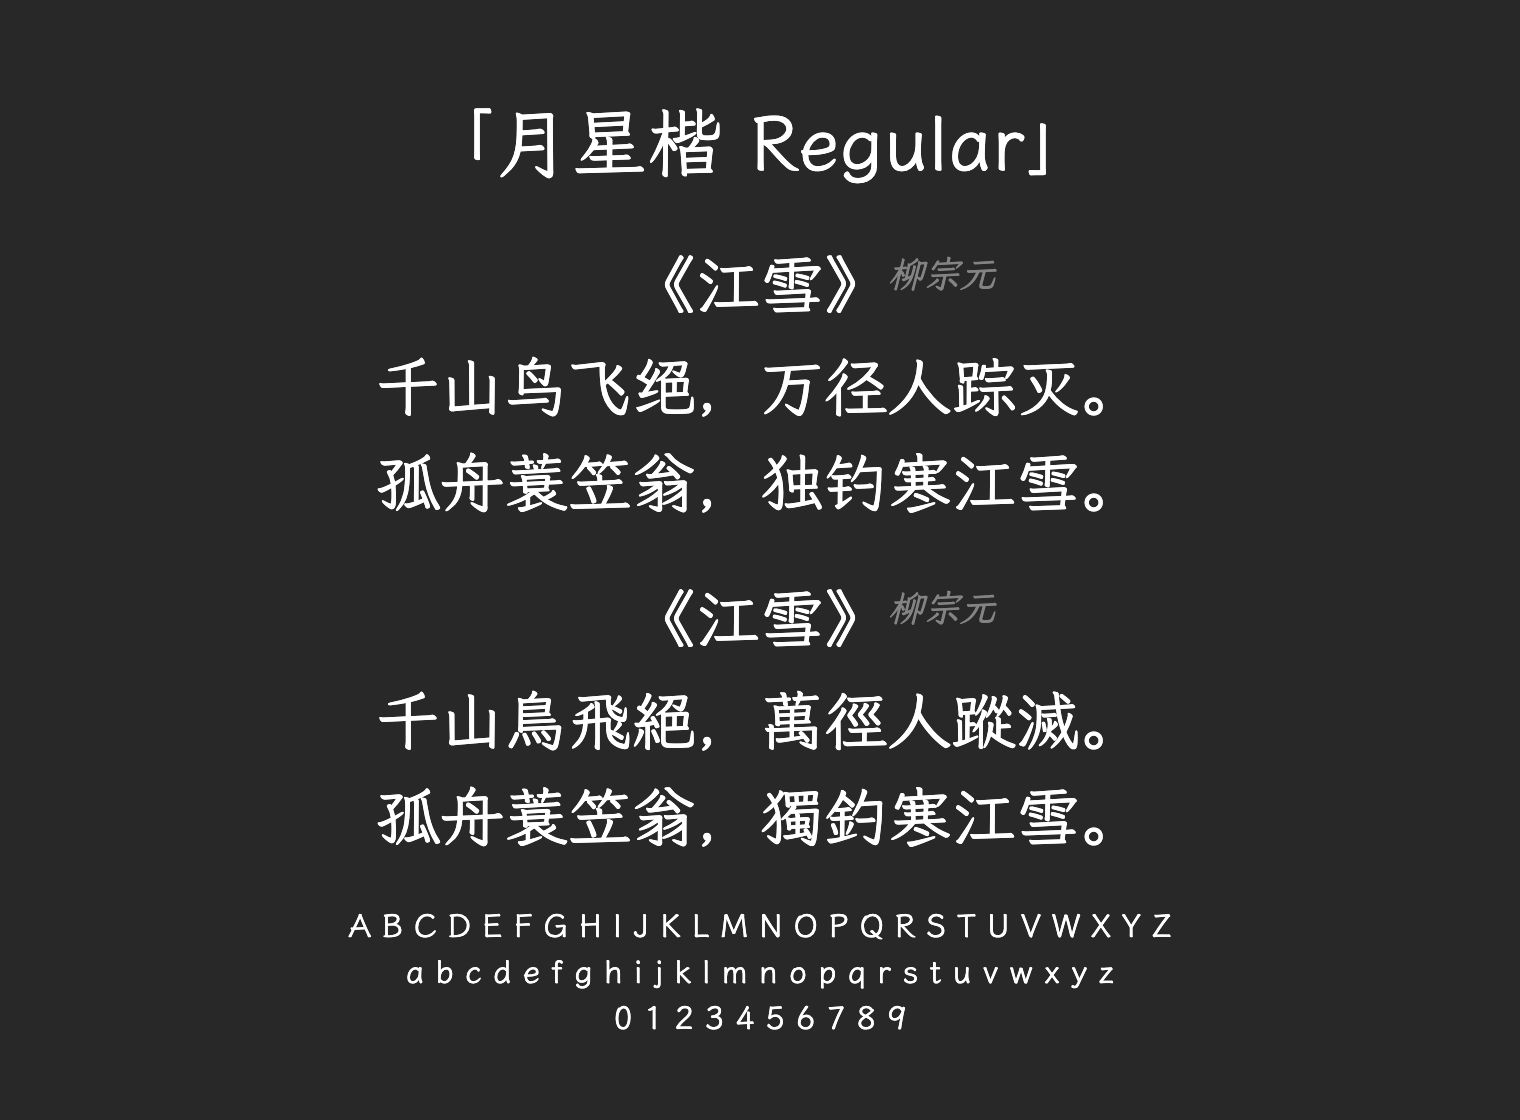 「月星楷 Regular」
《江雪》 柳宗元
千山鸟飞绝，万径人踪灭。
孤舟蓑笠翁，独钓寒江雪。
《江雪》 柳宗元
千山鳥飛絕，萬徑人蹤滅。
孤舟蓑笠翁，獨釣寒江雪。
A B C D E F G H I J K L M N O P Q R S T U V W X Y Z
a b c d e f g h i j k l m n o p q r s t u v w x y z
0 1 2 3 4 5 6 7 8 9